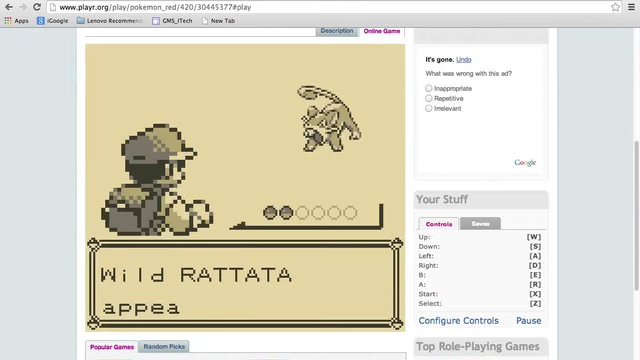 www.playr.org/play/pokemon_red/420/30445377#play
Apps
iGoogle
Lenovo Recommenc
GMS_ITech
New Tab
Description
Online Game
It's gone. Undo
What was wrong with this ad?
Inappropriate
Repetitive
Irrelevant
Google
Your Stuff
Controls
Saves
Up: [W]
Down: [S]
Left: [A]
Right: [D]
B: [E]
A: [R]
Start: [X]
Select: [Z]
Configure Controls
Pause
Wild RATTATA
appea
Popular Games
Random Picks
Top Role-Playing Games